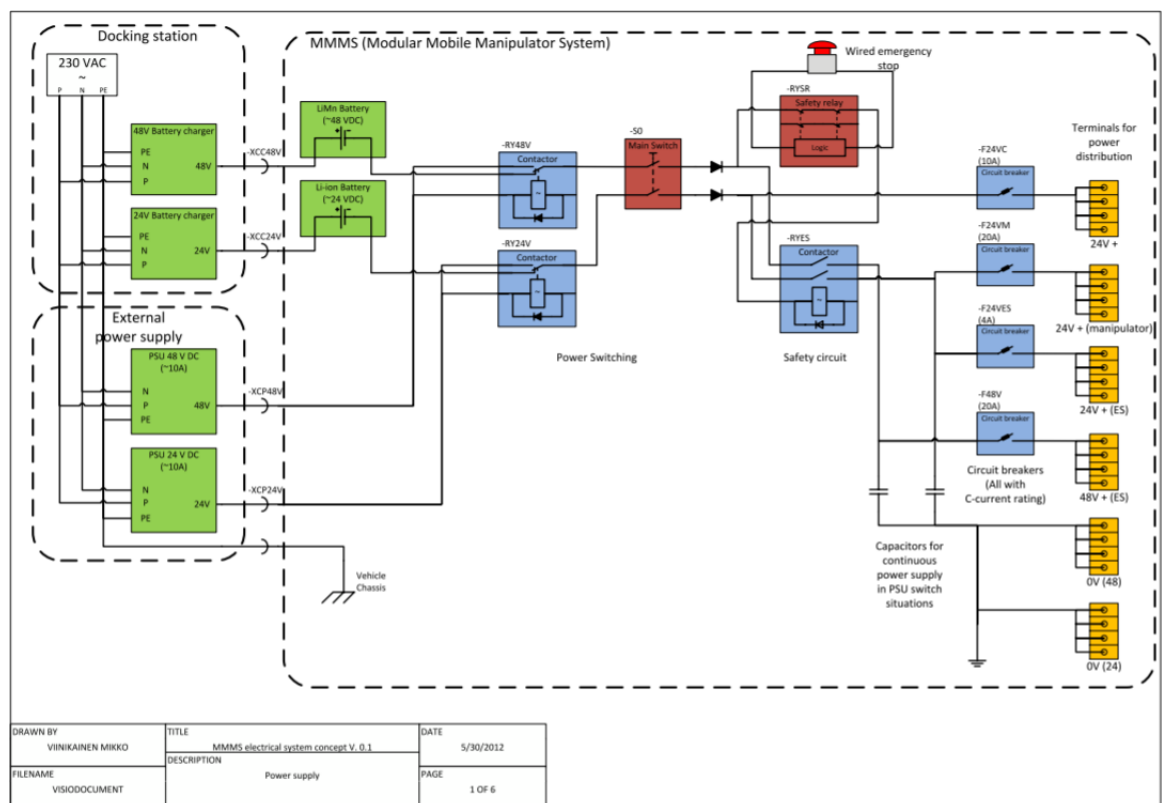 Docking station
230 VAC
~
P N PE
48V Battery charger
PE
N 48V
P
24V Battery charger
PE
N 24V
P
-XCC48V
-XCC24V
External
power supply
PSU 48 V DC
(~10A)
N
P 48V
PE
PSU 24 V DC
(~10A)
N
P 24V
PE
-XCP48V
-XCP24V
MMMS (Modular Mobile Manipulator System)
LiMn Battery
(~48 VDC)
Li-ion Battery
(~24 VDC)
Vehicle
Chassis
-RY48V
Contactor
~
-RY24V
Contactor
~
Power Switching
-S0
Main Switch
Wired emergency
stop
-RYSR
Safety relay
Logic
-RYES
Contactor
~
Safety circuit
Terminals for
power
distribution
-F24VC
(10A)
Circuit breaker
24V +
-F24VM
(20A)
Circuit breaker
24V + (manipulator)
-F24VES
(4A)
Circuit breaker
24V + (ES)
-F48V
(20A)
Circuit breaker
48V + (ES)
Circuit breakers
(All with
C-current rating)
Capacitors for
continuous
power supply
in PSU switch
situations
0V (48)
0V (24)
DRAWN BY
VIINIKAINEN MIKKO
TITLE
MMMS electrical system concept V. 0.1
DATE
5/30/2012
FILENAME
VISIODOCUMENT
DESCRIPTION
Power supply
PAGE
1 OF 6